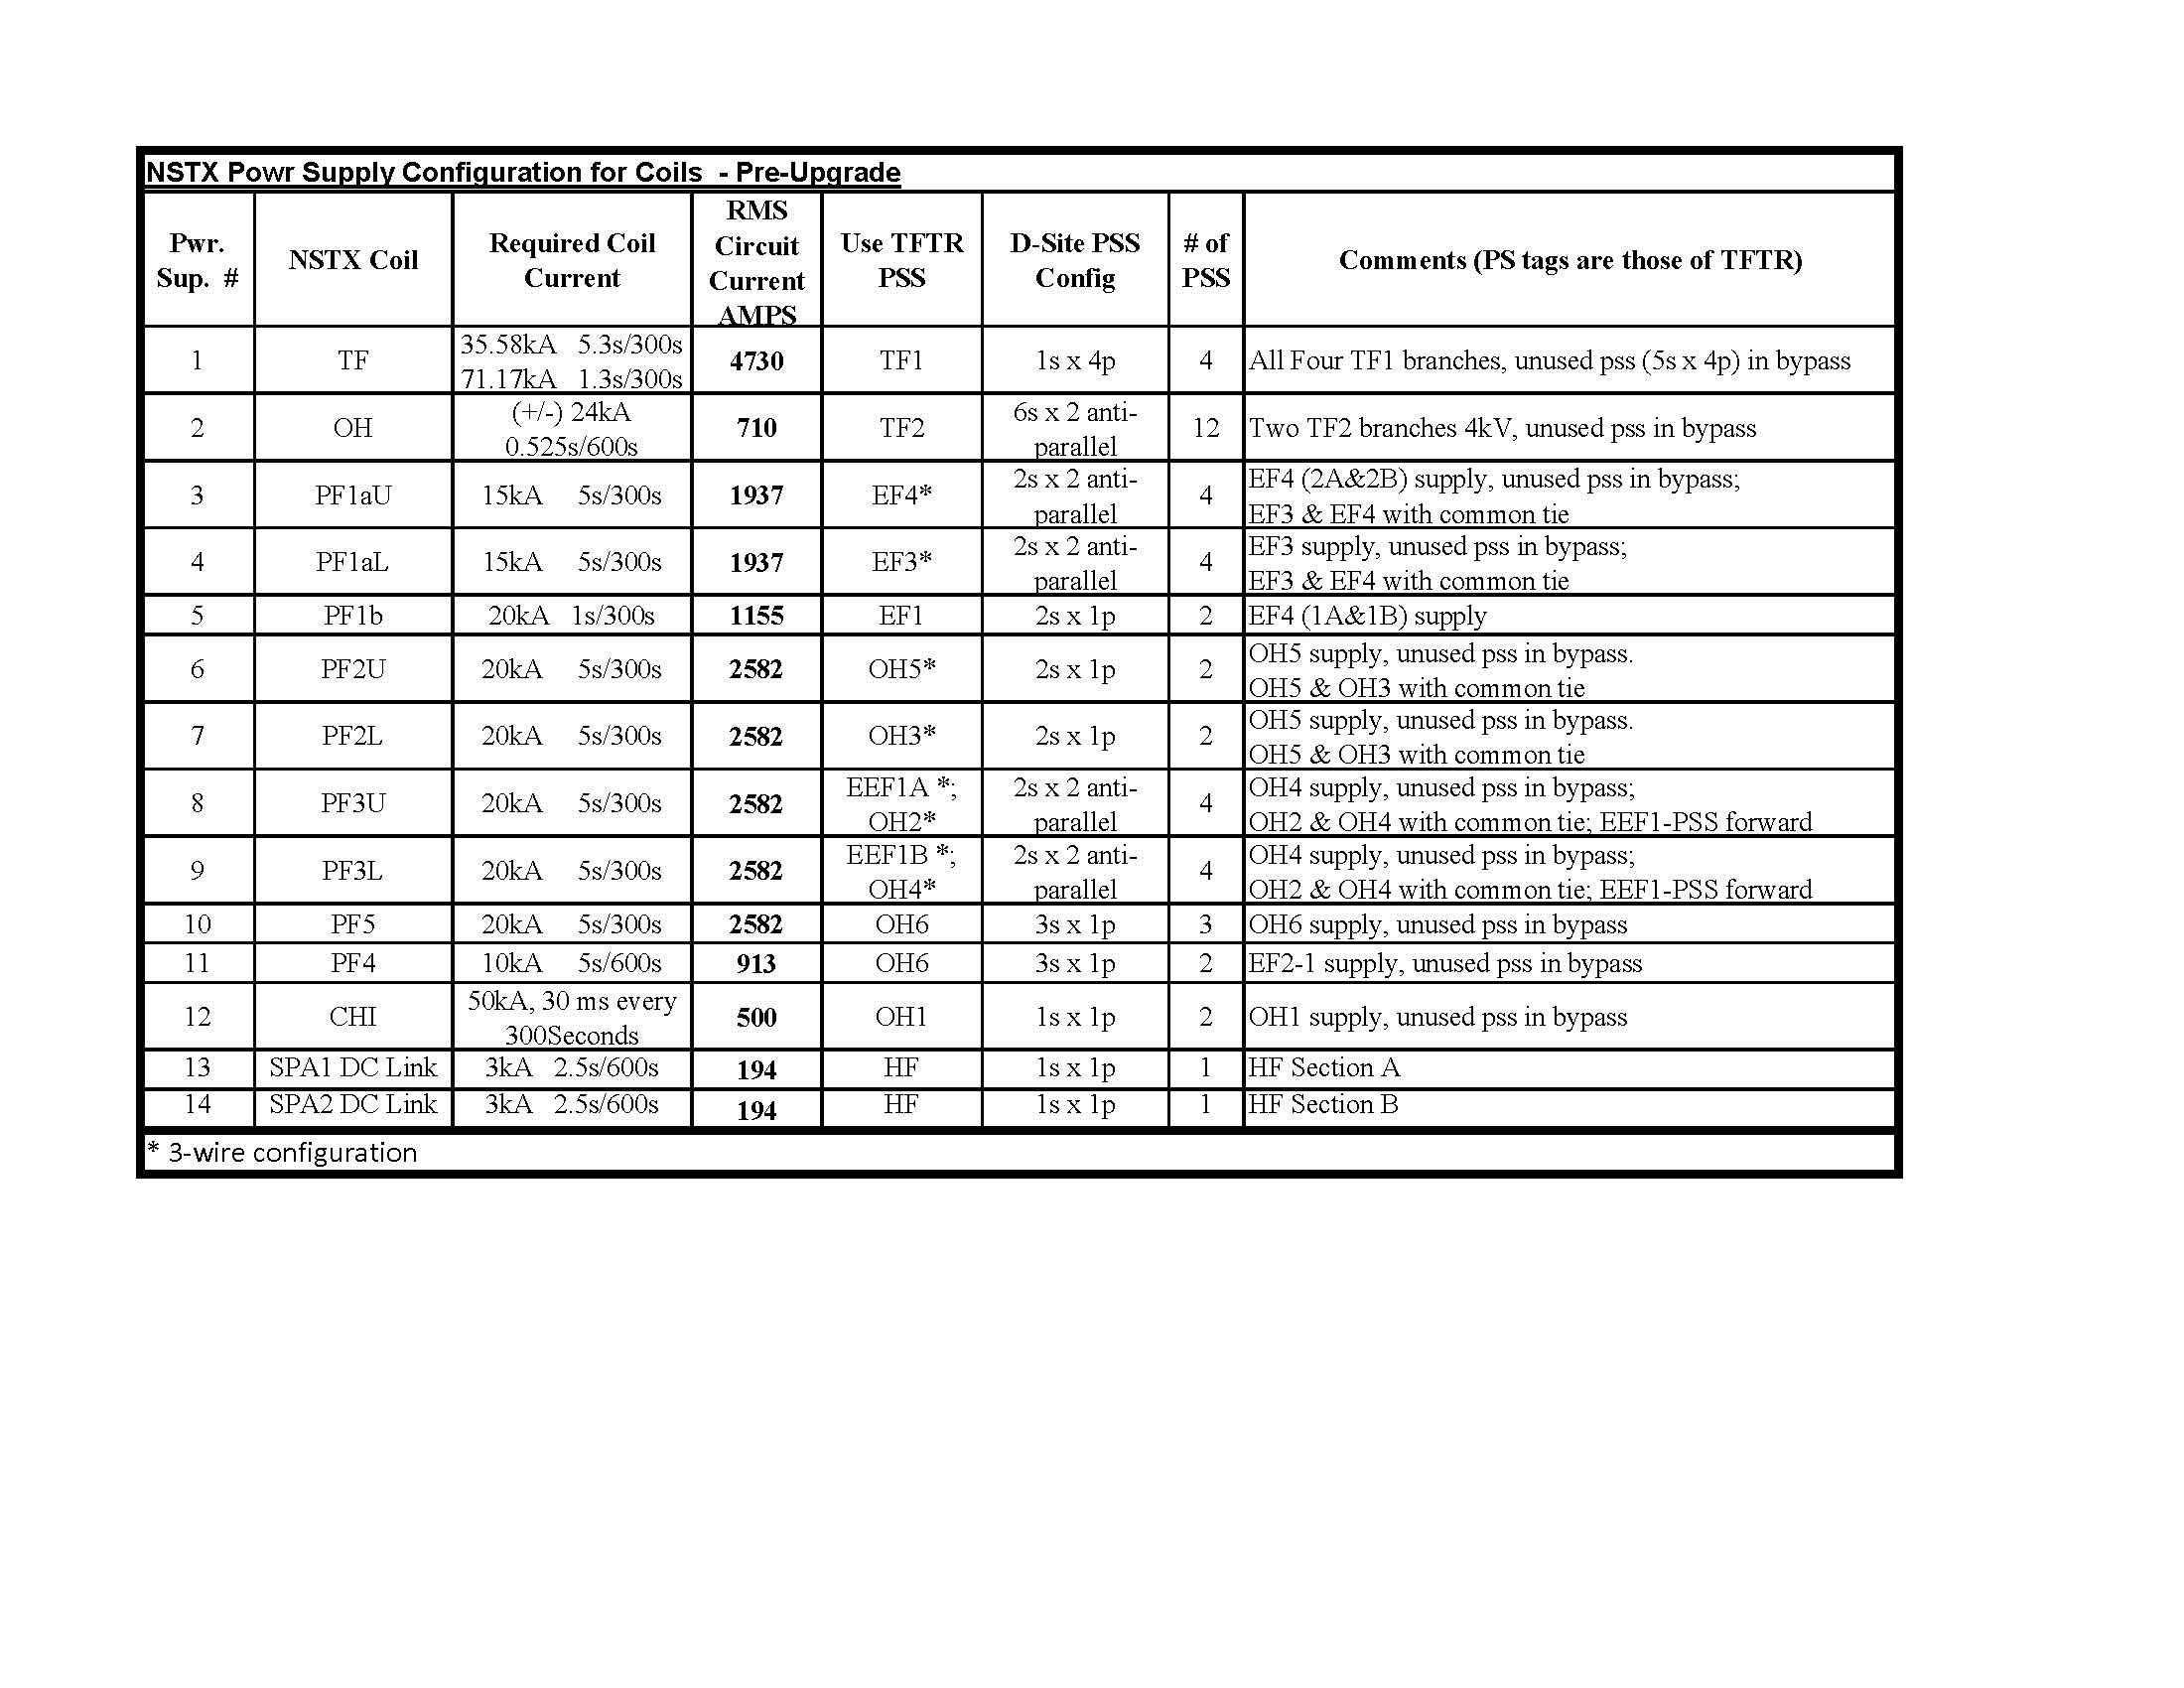 NSTX Powr Supply Configuration for Coils - Pre-Upgrade
Pwr. Sup. # NSTX Coil Required Coil Current RMS Circuit Current AMPS Use TFTR PSS D-Site PSS Config # of PSS Comments (PS tags are those of TFTR)
1 TF 35.58kA 5.3s/300s 71.17kA 1.3s/300s 4730 TF1 1s x 4p 4 All Four TF1 branches, unused pss (5s x 4p) in bypass
2 OH (+/-) 24kA 0.525s/600s 710 TF2 6s x 2 anti-parallel 12 Two TF2 branches 4kV, unused pss in bypass
3 PF1aU 15kA 5s/300s 1937 EF4* 2s x 2 anti-parallel 4 EF4 (2A&2B) supply, unused pss in bypass; EF3 & EF4 with common tie
4 PF1aL 15kA 5s/300s 1937 EF3* 2s x 2 anti-parallel 4 EF3 supply, unused pss in bypass; EF3 & EF4 with common tie
5 PF1b 20kA 1s/300s 1155 EF1 2s x 1p 2 EF4 (1A&1B) supply
6 PF2U 20kA 5s/300s 2582 OH5* 2s x 1p 2 OH5 supply, unused pss in bypass. OH5 & OH3 with common tie
7 PF2L 20kA 5s/300s 2582 OH3* 2s x 1p 2 OH5 supply, unused pss in bypass. OH5 & OH3 with common tie
8 PF3U 20kA 5s/300s 2582 EEF1A *; OH2* 2s x 2 anti-parallel 4 OH4 supply, unused pss in bypass; OH2 & OH4 with common tie; EEF1-PSS forward
9 PF3L 20kA 5s/300s 2582 EEF1B *; OH4* 2s x 2 anti-parallel 4 OH4 supply, unused pss in bypass; OH2 & OH4 with common tie; EEF1-PSS forward
10 PF5 20kA 5s/300s 2582 OH6 3s x 1p 3 OH6 supply, unused pss in bypass
11 PF4 10kA 5s/600s 913 OH6 3s x 1p 2 EF2-1 supply, unused pss in bypass
12 CHI 50kA, 30 ms every 300Seconds 500 OH1 1s x 1p 2 OH1 supply, unused pss in bypass
13 SPA1 DC Link 3kA 2.5s/600s 194 HF 1s x 1p 1 HF Section A
14 SPA2 DC Link 3kA 2.5s/600s 194 HF 1s x 1p 1 HF Section B
* 3-wire configuration